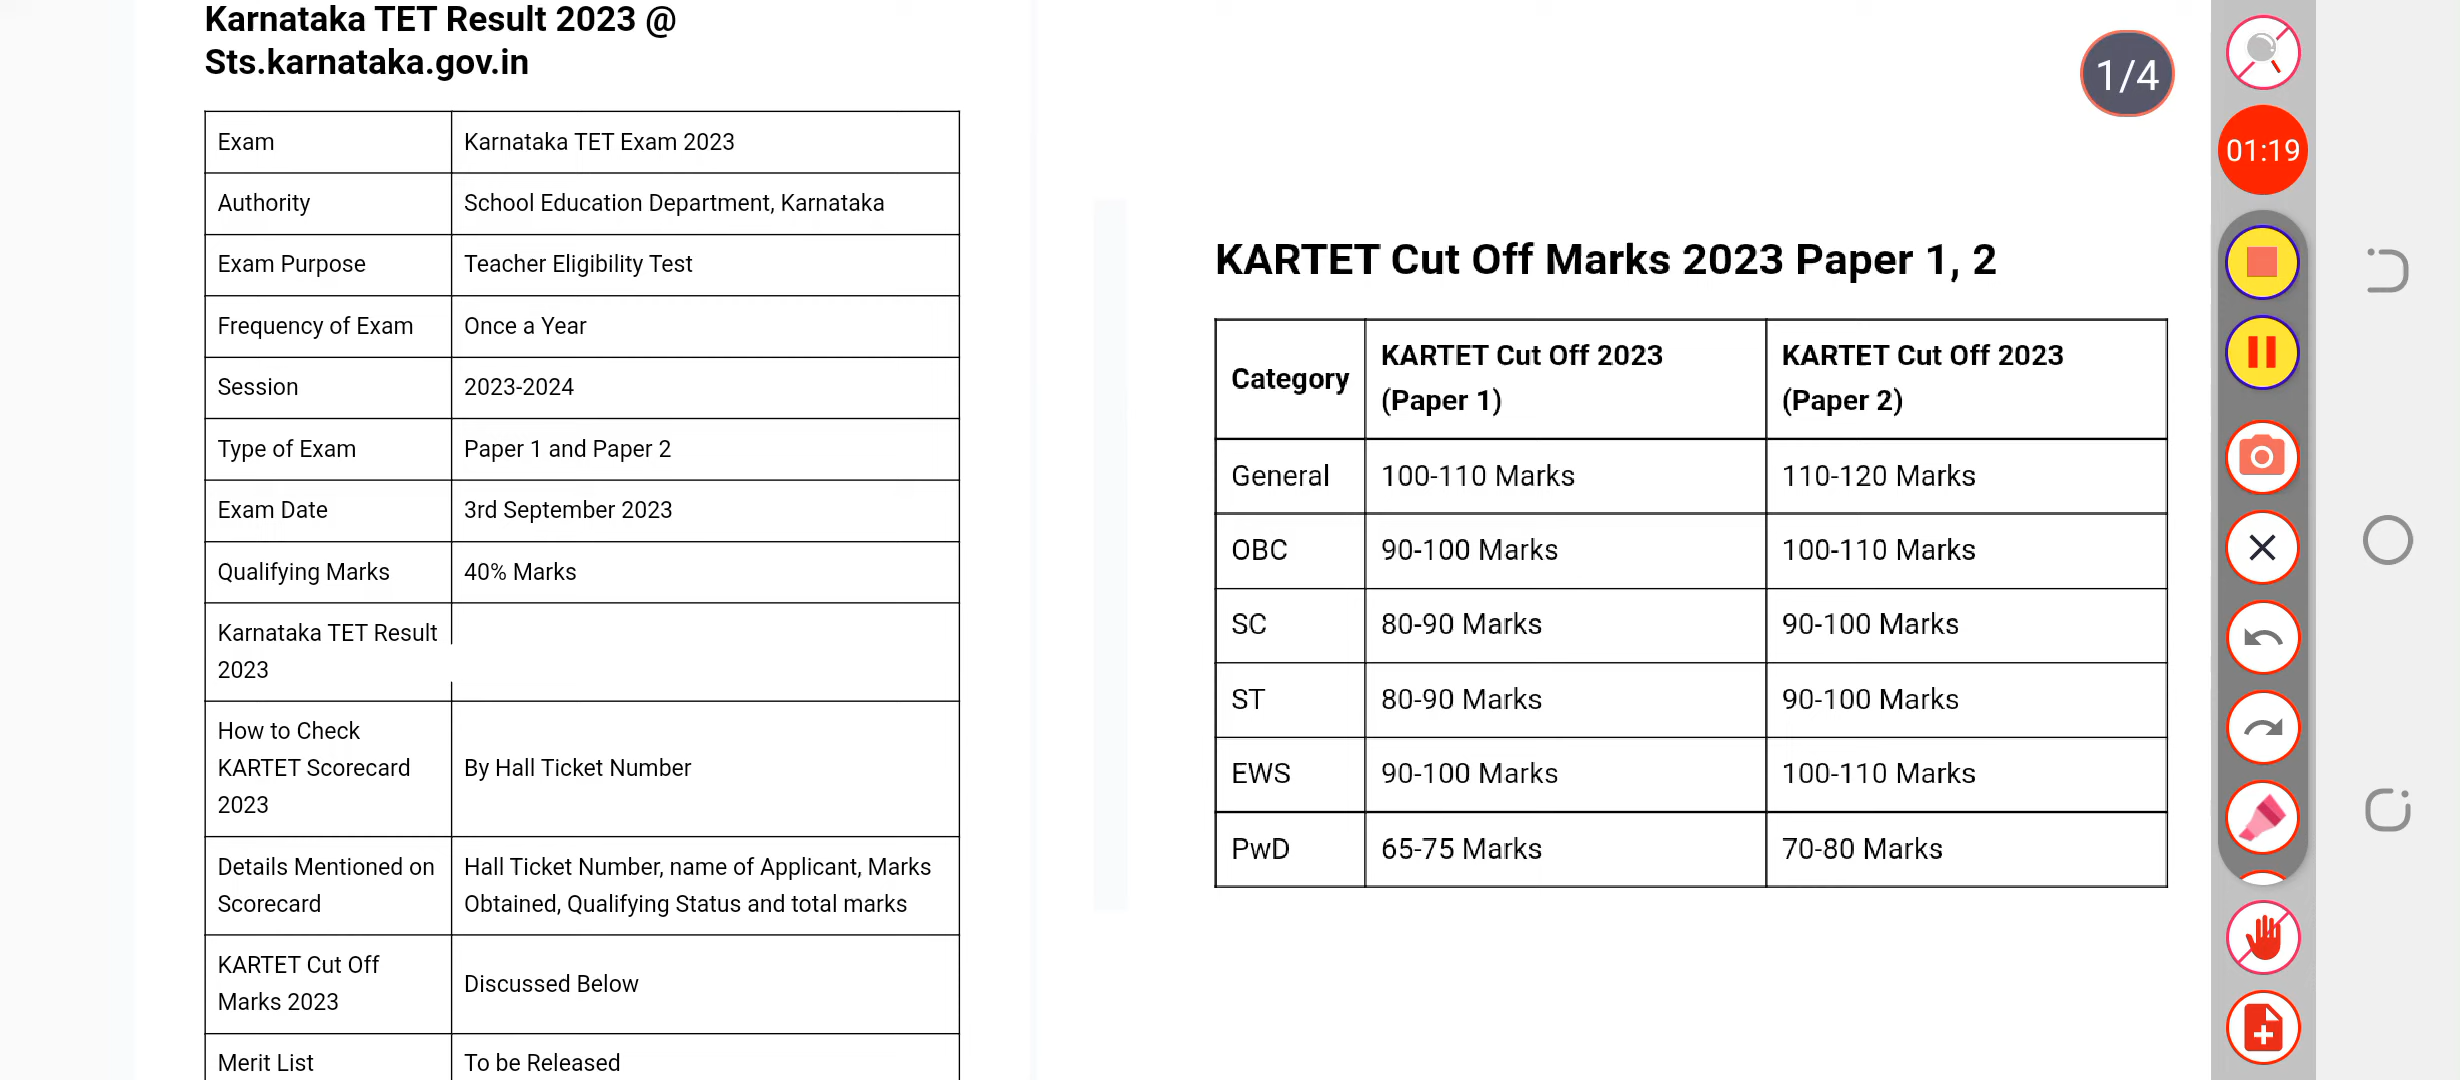 Karnataka TET Result 2023 @
Sts.karnataka.gov.in
Exam Karnataka TET Exam 2023
Authority School Education Department, Karnataka
Exam Purpose Teacher Eligibility Test
Frequency of Exam Once a Year
Session 2023-2024
Type of Exam Paper 1 and Paper 2
Exam Date 3rd September 2023
Qualifying Marks 40% Marks
Karnataka TET Result
2023
How to Check
KARTET Scorecard By Hall Ticket Number
2023
Details Mentioned on Hall Ticket Number, name of Applicant, Marks
Scorecard Obtained, Qualifying Status and total marks
KARTET Cut Off
Marks 2023
Discussed Below
Merit List To be Released
1/4
KARTET Cut Off Marks 2023 Paper 1, 2
Category
KARTET Cut Off 2023 KARTET Cut Off 2023
(Paper 1) (Paper 2)
General 100-110 Marks 110-120 Marks
OBC 90-100 Marks 100-110 Marks
SC 80-90 Marks 90-100 Marks
ST 80-90 Marks 90-100 Marks
EWS 90-100 Marks 100-110 Marks
PwD 65-75 Marks 70-80 Marks
01:19